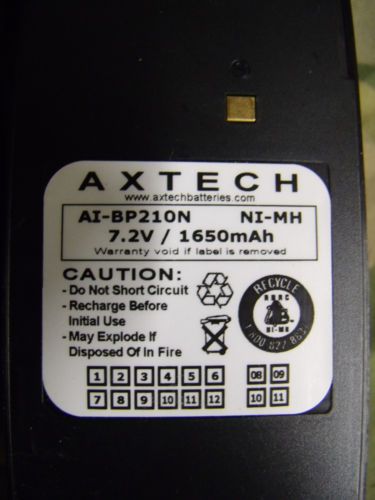 AXTECH
www.axtechbatteries.com
AI-BP210N NI-MH
7.2V / 1650mAh
Warranty void if label is removed
CAUTION:
- Do Not Short Circuit
- Recharge Before
Initial Use
- May Explode If
Disposed Of In Fire
RECYCLE
RBRC
NI-MH
1 800 822 883
1 2 3 4 5 6 08 09
7 8 9 10 11 12 10 11